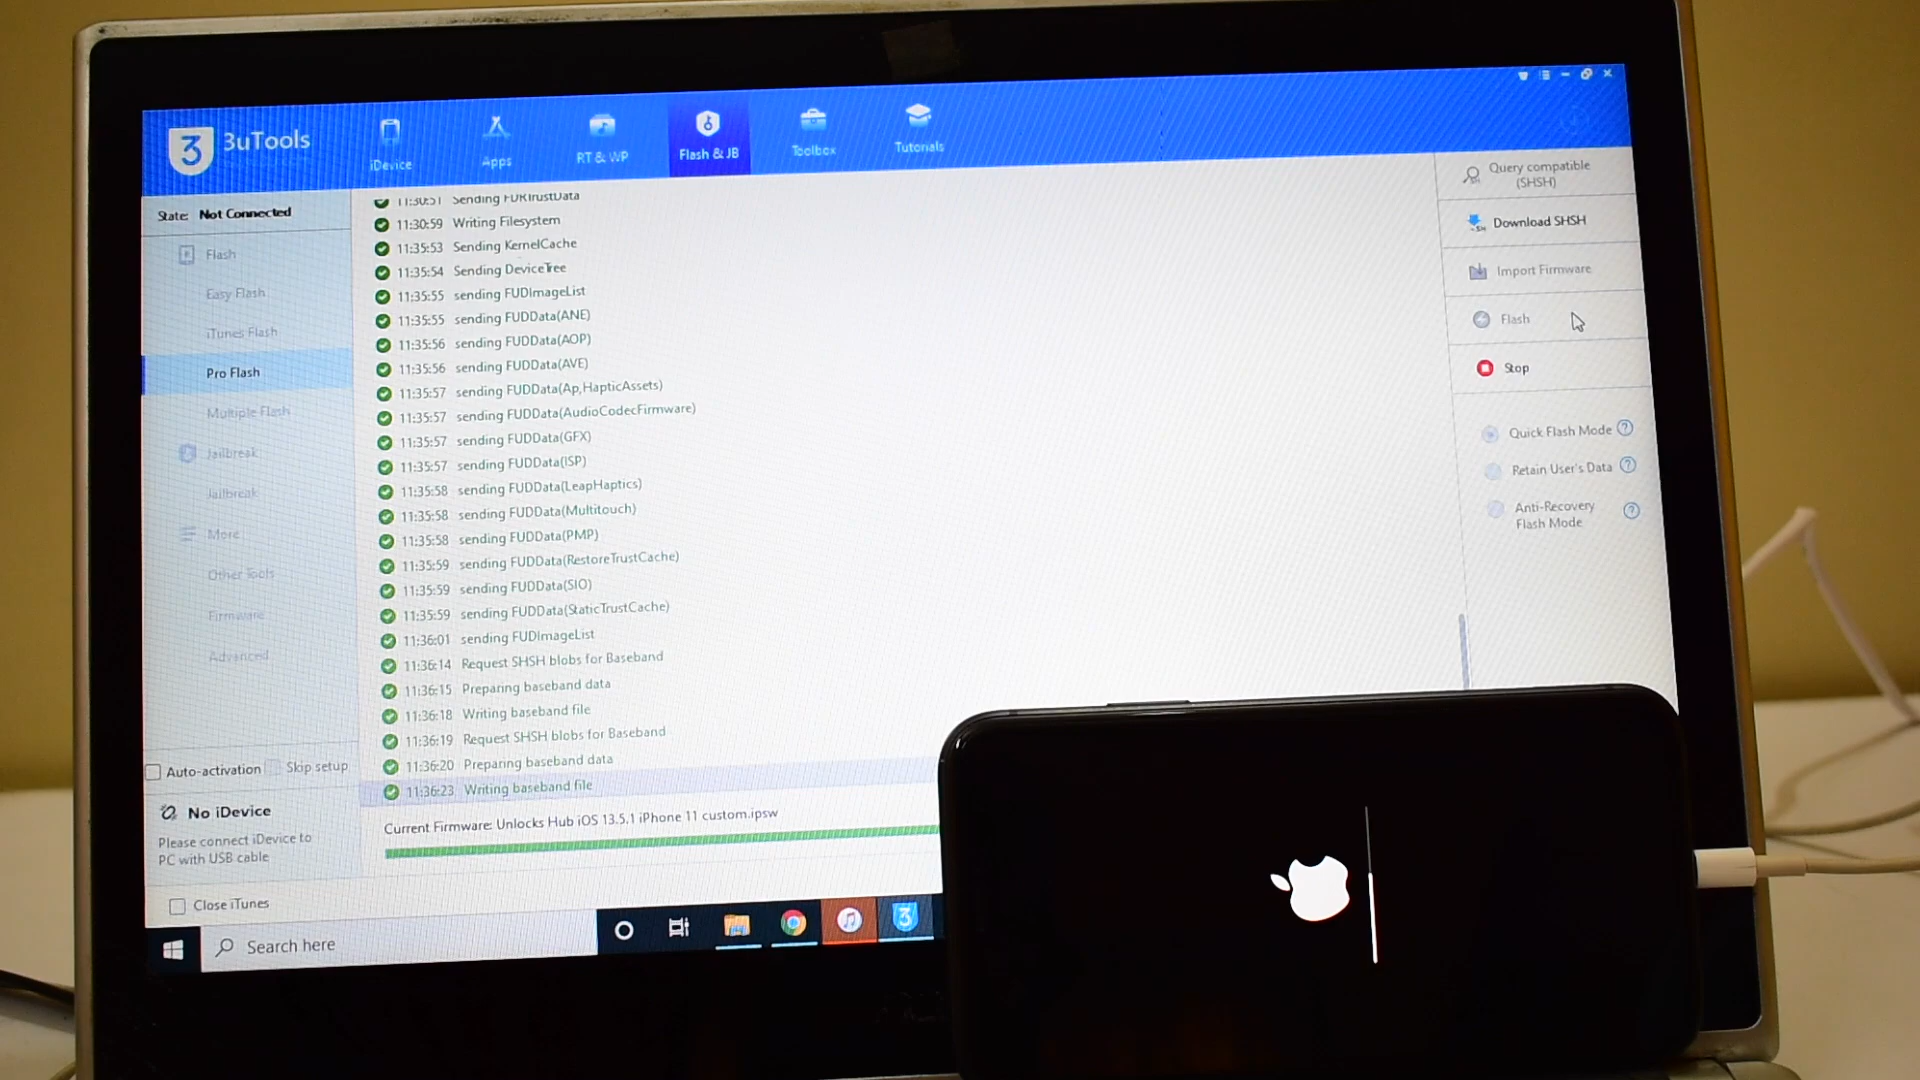 3 3uTools
iDevice
Apps
RT & WP
Flash & JB
Toolbox
Tutorials
State: Not Connected
Flash
Easy Flash
iTunes Flash
Pro Flash
Multiple Flash
Jailbreak
Jailbreak
More
Other Tools
Firmware
Advanced
Auto-activation Skip setup
No iDevice
Please connect iDevice to
PC with USB cable
Close iTunes
11:30:51 Sending FDRTrustData
11:30:59 Writing Filesystem
11:35:53 Sending KernelCache
11:35:54 Sending DeviceTree
11:35:55 sending FUDImageList
11:35:55 sending FUDData(ANE)
11:35:56 sending FUDData(AOP)
11:35:56 sending FUDData(AVE)
11:35:57 sending FUDData(Ap,HapticAssets)
11:35:57 sending FUDData(AudioCodecFirmware)
11:35:57 sending FUDData(GFX)
11:35:57 sending FUDData(ISP)
11:35:58 sending FUDData(LeapHaptics)
11:35:58 sending FUDData(Multitouch)
11:35:58 sending FUDData(PMP)
11:35:59 sending FUDData(RestoreTrustCache)
11:35:59 sending FUDData(SIO)
11:35:59 sending FUDData(StaticTrustCache)
11:36:01 sending FUDImageList
11:36:14 Request SHSH blobs for Baseband
11:36:15 Preparing baseband data
11:36:18 Writing baseband file
11:36:19 Request SHSH blobs for Baseband
11:36:20 Preparing baseband data
11:36:23 Writing baseband file
Current Firmware: Unlocks Hub iOS 13.5.1 iPhone 11 custom.ipsw
Query compatible
(SHSH)
Download SHSH
Import Firmware
Flash
Stop
Quick Flash Mode ?
Retain User's Data ?
Anti-Recovery
Flash Mode ?
Search here
3